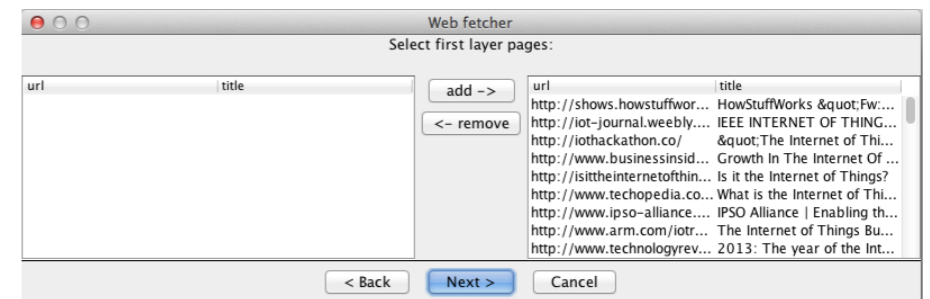 Web fetcher
Select first layer pages:
url title
add ->
<- remove
url title
http://shows.howstuffwor... HowStuffWorks &quot;Fw:...
http://iot-journal.weebly.... IEEE INTERNET OF THING...
http://iothackathon.co/ &quot;The Internet of Thi...
http://www.businessinsid... Growth In The Internet Of ...
http://isittheinternetofthin... Is it the Internet of Things?
http://www.techopedia.co... What is the Internet of Thi...
http://www.ipso-alliance.... IPSO Alliance | Enabling th...
http://www.arm.com/iotr... The Internet of Things Bu...
http://www.technologyrev... 2013: The year of the Int...
< Back Next > Cancel